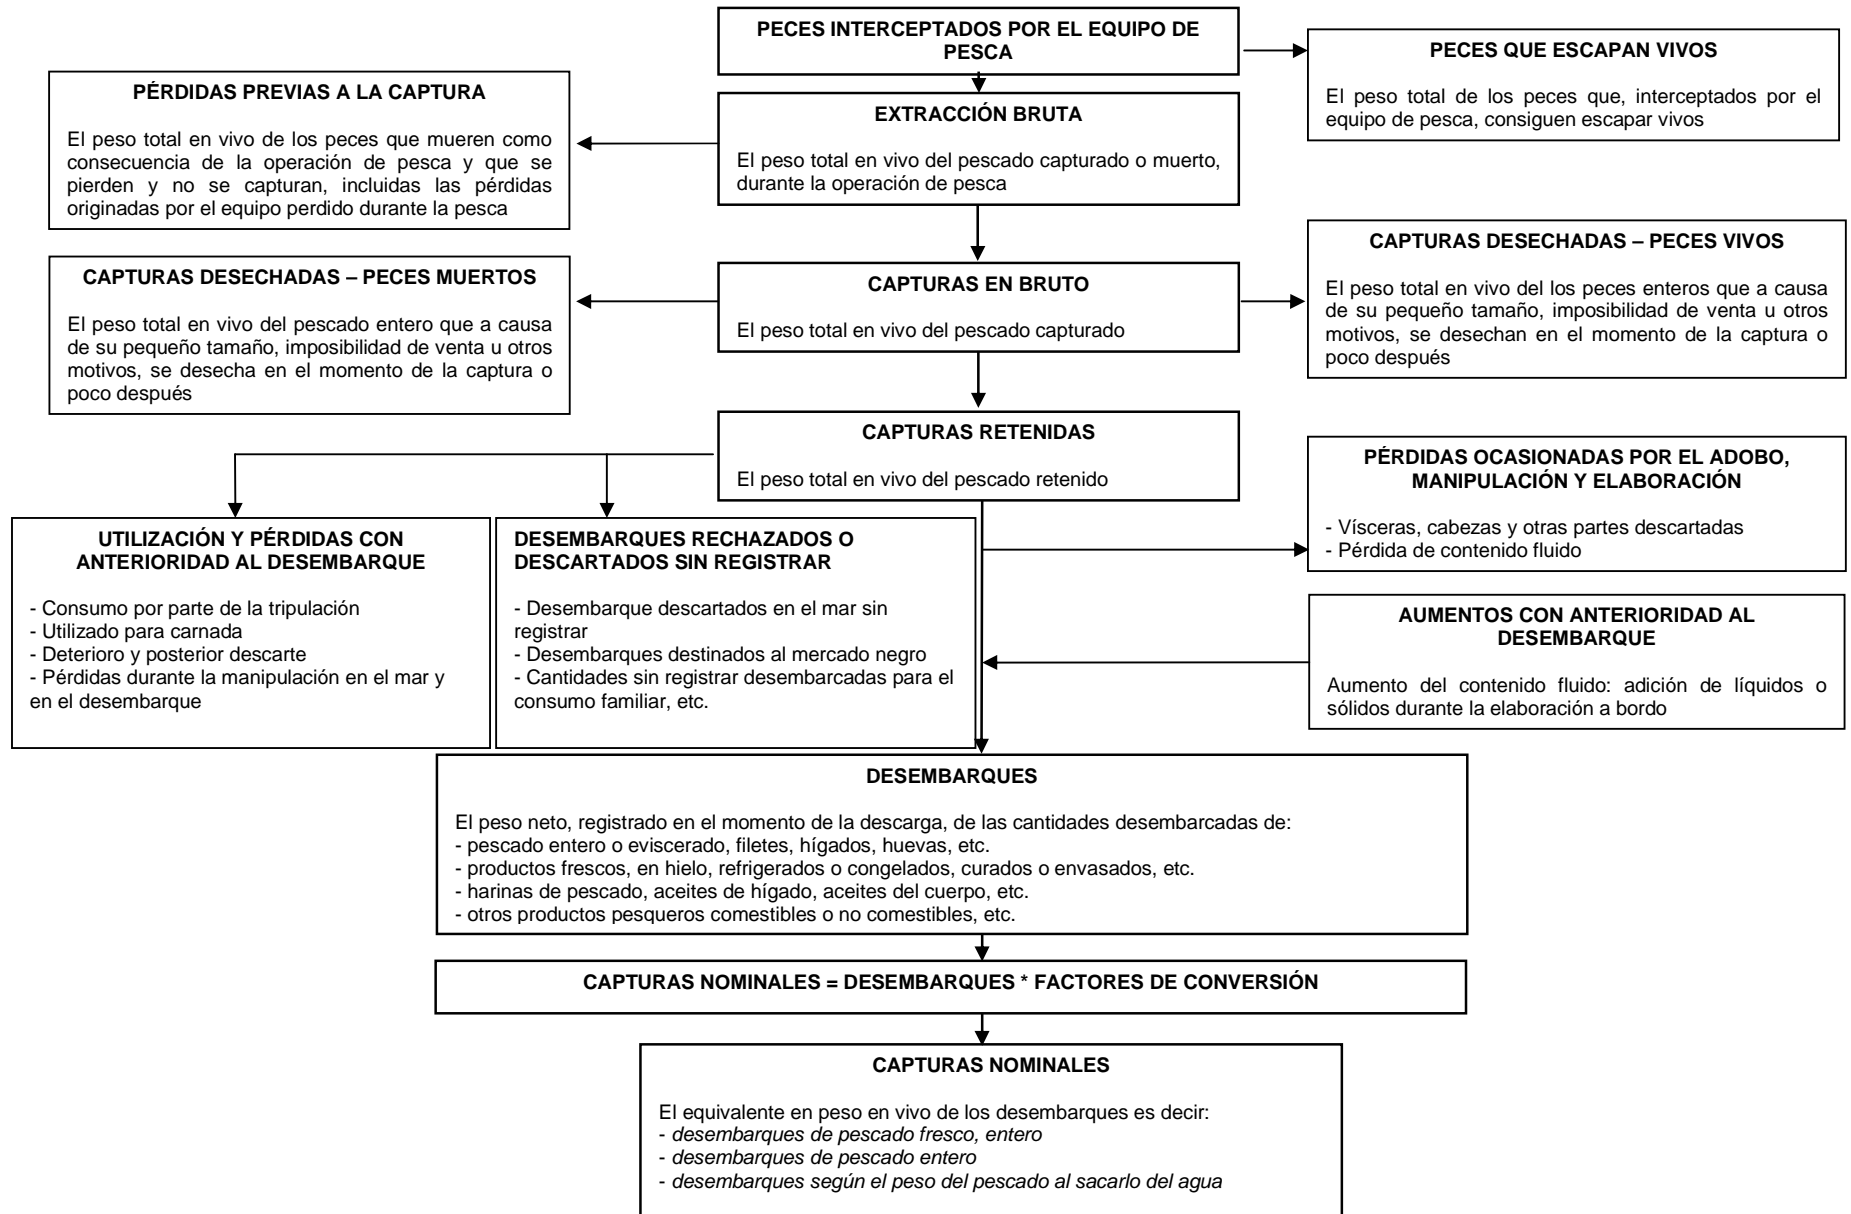 PECES INTERCEPTADOS POR EL EQUIPO DE
PESCA
PECES QUE ESCAPAN VIVOS
El peso total de los peces que, interceptados por el
equipo de pesca, consiguen escapar vivos
PÉRDIDAS PREVIAS A LA CAPTURA
El peso total en vivo de los peces que mueren como
consecuencia de la operación de pesca y que se
pierden y no se capturan, incluidas las pérdidas
originadas por el equipo perdido durante la pesca
EXTRACCIÓN BRUTA
El peso total en vivo del pescado capturado o muerto,
durante la operación de pesca
CAPTURAS DESECHADAS – PECES MUERTOS
El peso total en vivo del pescado entero que a causa
de su pequeño tamaño, imposibilidad de venta u otros
motivos, se desecha en el momento de la captura o
poco después
CAPTURAS EN BRUTO
El peso total en vivo del pescado capturado
CAPTURAS DESECHADAS – PECES VIVOS
El peso total en vivo del los peces enteros que a causa
de su pequeño tamaño, imposibilidad de venta u otros
motivos, se desechan en el momento de la captura o
poco después
CAPTURAS RETENIDAS
El peso total en vivo del pescado retenido
PÉRDIDAS OCASIONADAS POR EL ADOBO,
MANIPULACIÓN Y ELABORACIÓN
- Vísceras, cabezas y otras partes descartadas
- Pérdida de contenido fluido
UTILIZACIÓN Y PÉRDIDAS CON
ANTERIORIDAD AL DESEMBARQUE
- Consumo por parte de la tripulación
- Utilizado para carnada
- Deterioro y posterior descarte
- Pérdidas durante la manipulación en el mar y
en el desembarque
DESEMBARQUES RECHAZADOS O
DESCARTADOS SIN REGISTRAR
- Desembarque descartados en el mar sin
registrar
- Desembarques destinados al mercado negro
- Cantidades sin registrar desembarcadas para el
consumo familiar, etc.
AUMENTOS CON ANTERIORIDAD AL
DESEMBARQUE
Aumento del contenido fluido: adición de líquidos o
sólidos durante la elaboración a bordo
DESEMBARQUES
El peso neto, registrado en el momento de la descarga, de las cantidades desembarcadas de:
- pescado entero o eviscerado, filetes, hígados, huevas, etc.
- productos frescos, en hielo, refrigerados o congelados, curados o envasados, etc.
- harinas de pescado, aceites de hígado, aceites del cuerpo, etc.
- otros productos pesqueros comestibles o no comestibles, etc.
CAPTURAS NOMINALES = DESEMBARQUES * FACTORES DE CONVERSIÓN
CAPTURAS NOMINALES
El equivalente en peso en vivo de los desembarques es decir:
- desembarques de pescado fresco, entero
- desembarques de pescado entero
- desembarques según el peso del pescado al sacarlo del agua